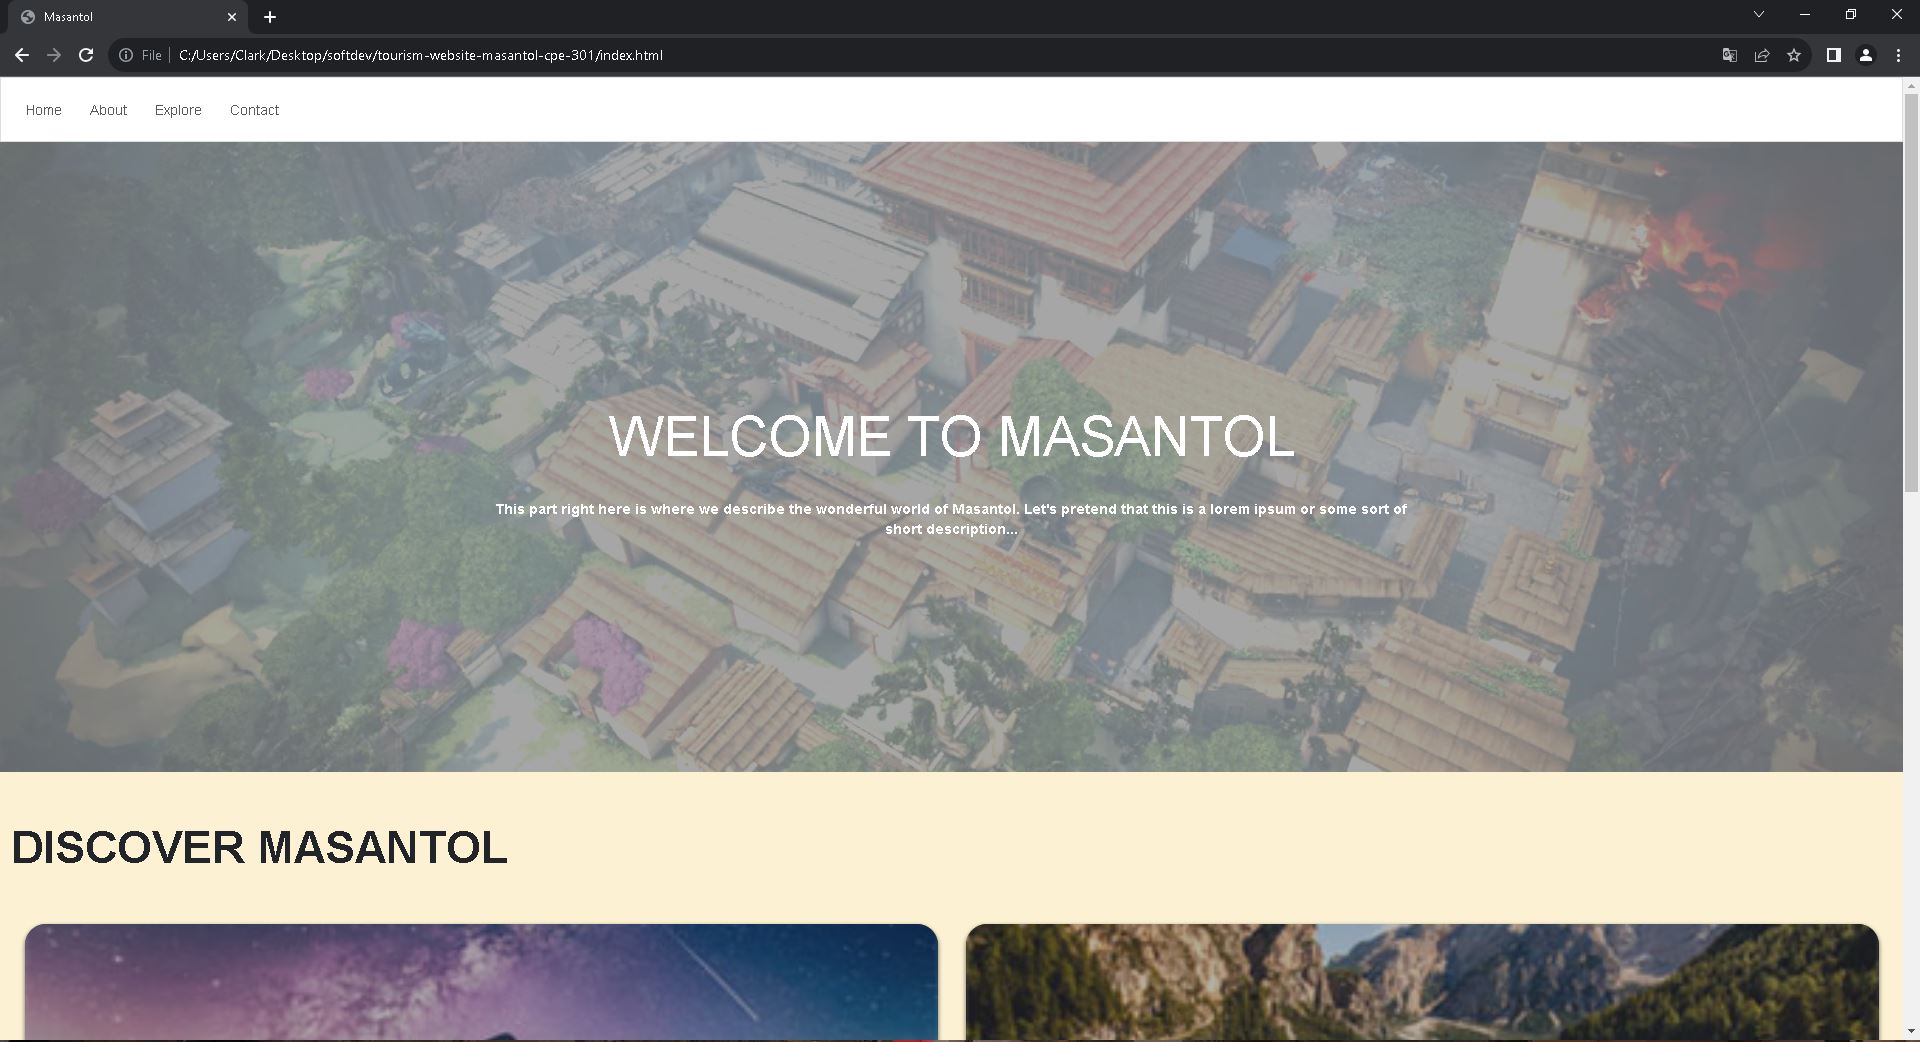 Masantol
File C:/Users/Clark/Desktop/softdev/tourism-website-masantol-cpe-301/index.html
Home About Explore Contact
WELCOME TO MASANTOL
This part right here is where we describe the wonderful world of Masantol. Let's pretend that this is a lorem ipsum or some sort of
short description...
DISCOVER MASANTOL